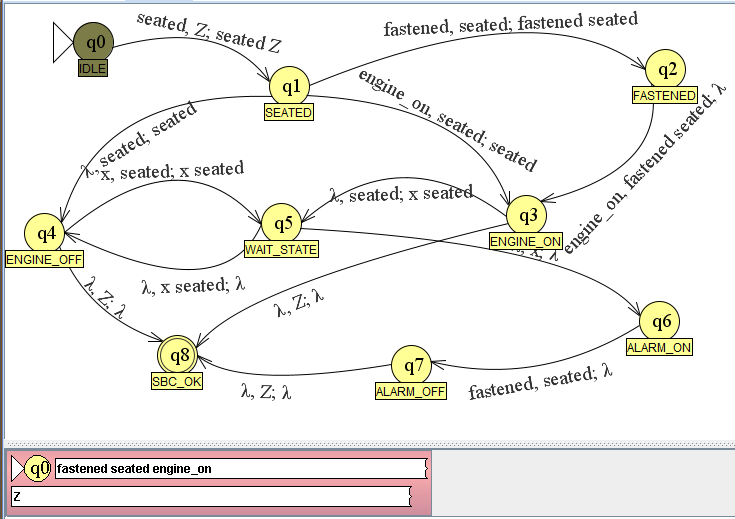 q0
IDLE
seated, Z; seated Z
q1
SEATED
fastened, seated; fastened seated
q2
FASTENED
engine_on, seated; seated
λ, seated; seated
x, seated; x seated
λ, seated; x seated
engine_on, fastened seated; λ
q4
ENGINE_OFF
q5
WAIT_STATE
q3
ENGINE_ON
λ, x seated; λ
λ, Z; λ
λ, Z; λ
q8
SBC_OK
q7
ALARM_OFF
q6
ALARM_ON
λ, Z; λ
fastened, seated; λ
q0
fastened seated engine_on
Z